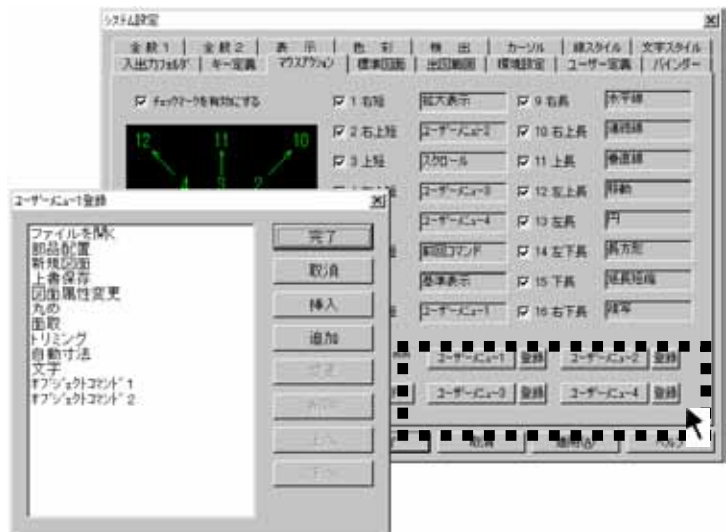 システム設定
全般1 全般2 表 示 色 彩 検 出 カーソル 線スタイル 文字スタイル
入出力フォルダ キー定義 マウスアクション 標準図面 出図範囲 環境設定 ユーザー定義 バインダー
チェックマークを有効にする
1 右短 拡大表示 9 右長 水平線
2 右上短 ユーザーメニュー2 10 右上長 連続線
3 上短 スクロール 11 上長 垂直線
ユーザーメニュー3 12 左上長 移動
ユーザーメニュー4 13 左長 円
前回コマンド 14 左下長 長方形
基準表示 15 下長 延長短縮
ユーザーメニュー1 16 右下長 複写
12 11 10
4 3 2
ユーザーメニュー1 登録 ユーザーメニュー2 登録
ユーザーメニュー3 登録 ユーザーメニュー4 登録
取消 ヘルプ
ユーザーメニュー1登録
ファイルを開く
部品配置
新規図面
上書保存
図面属性変更
丸め
面取
トリミング
自動寸法
文字
オブジェクトコマンド1
オブジェクトコマンド2
完了
取消
挿入
追加